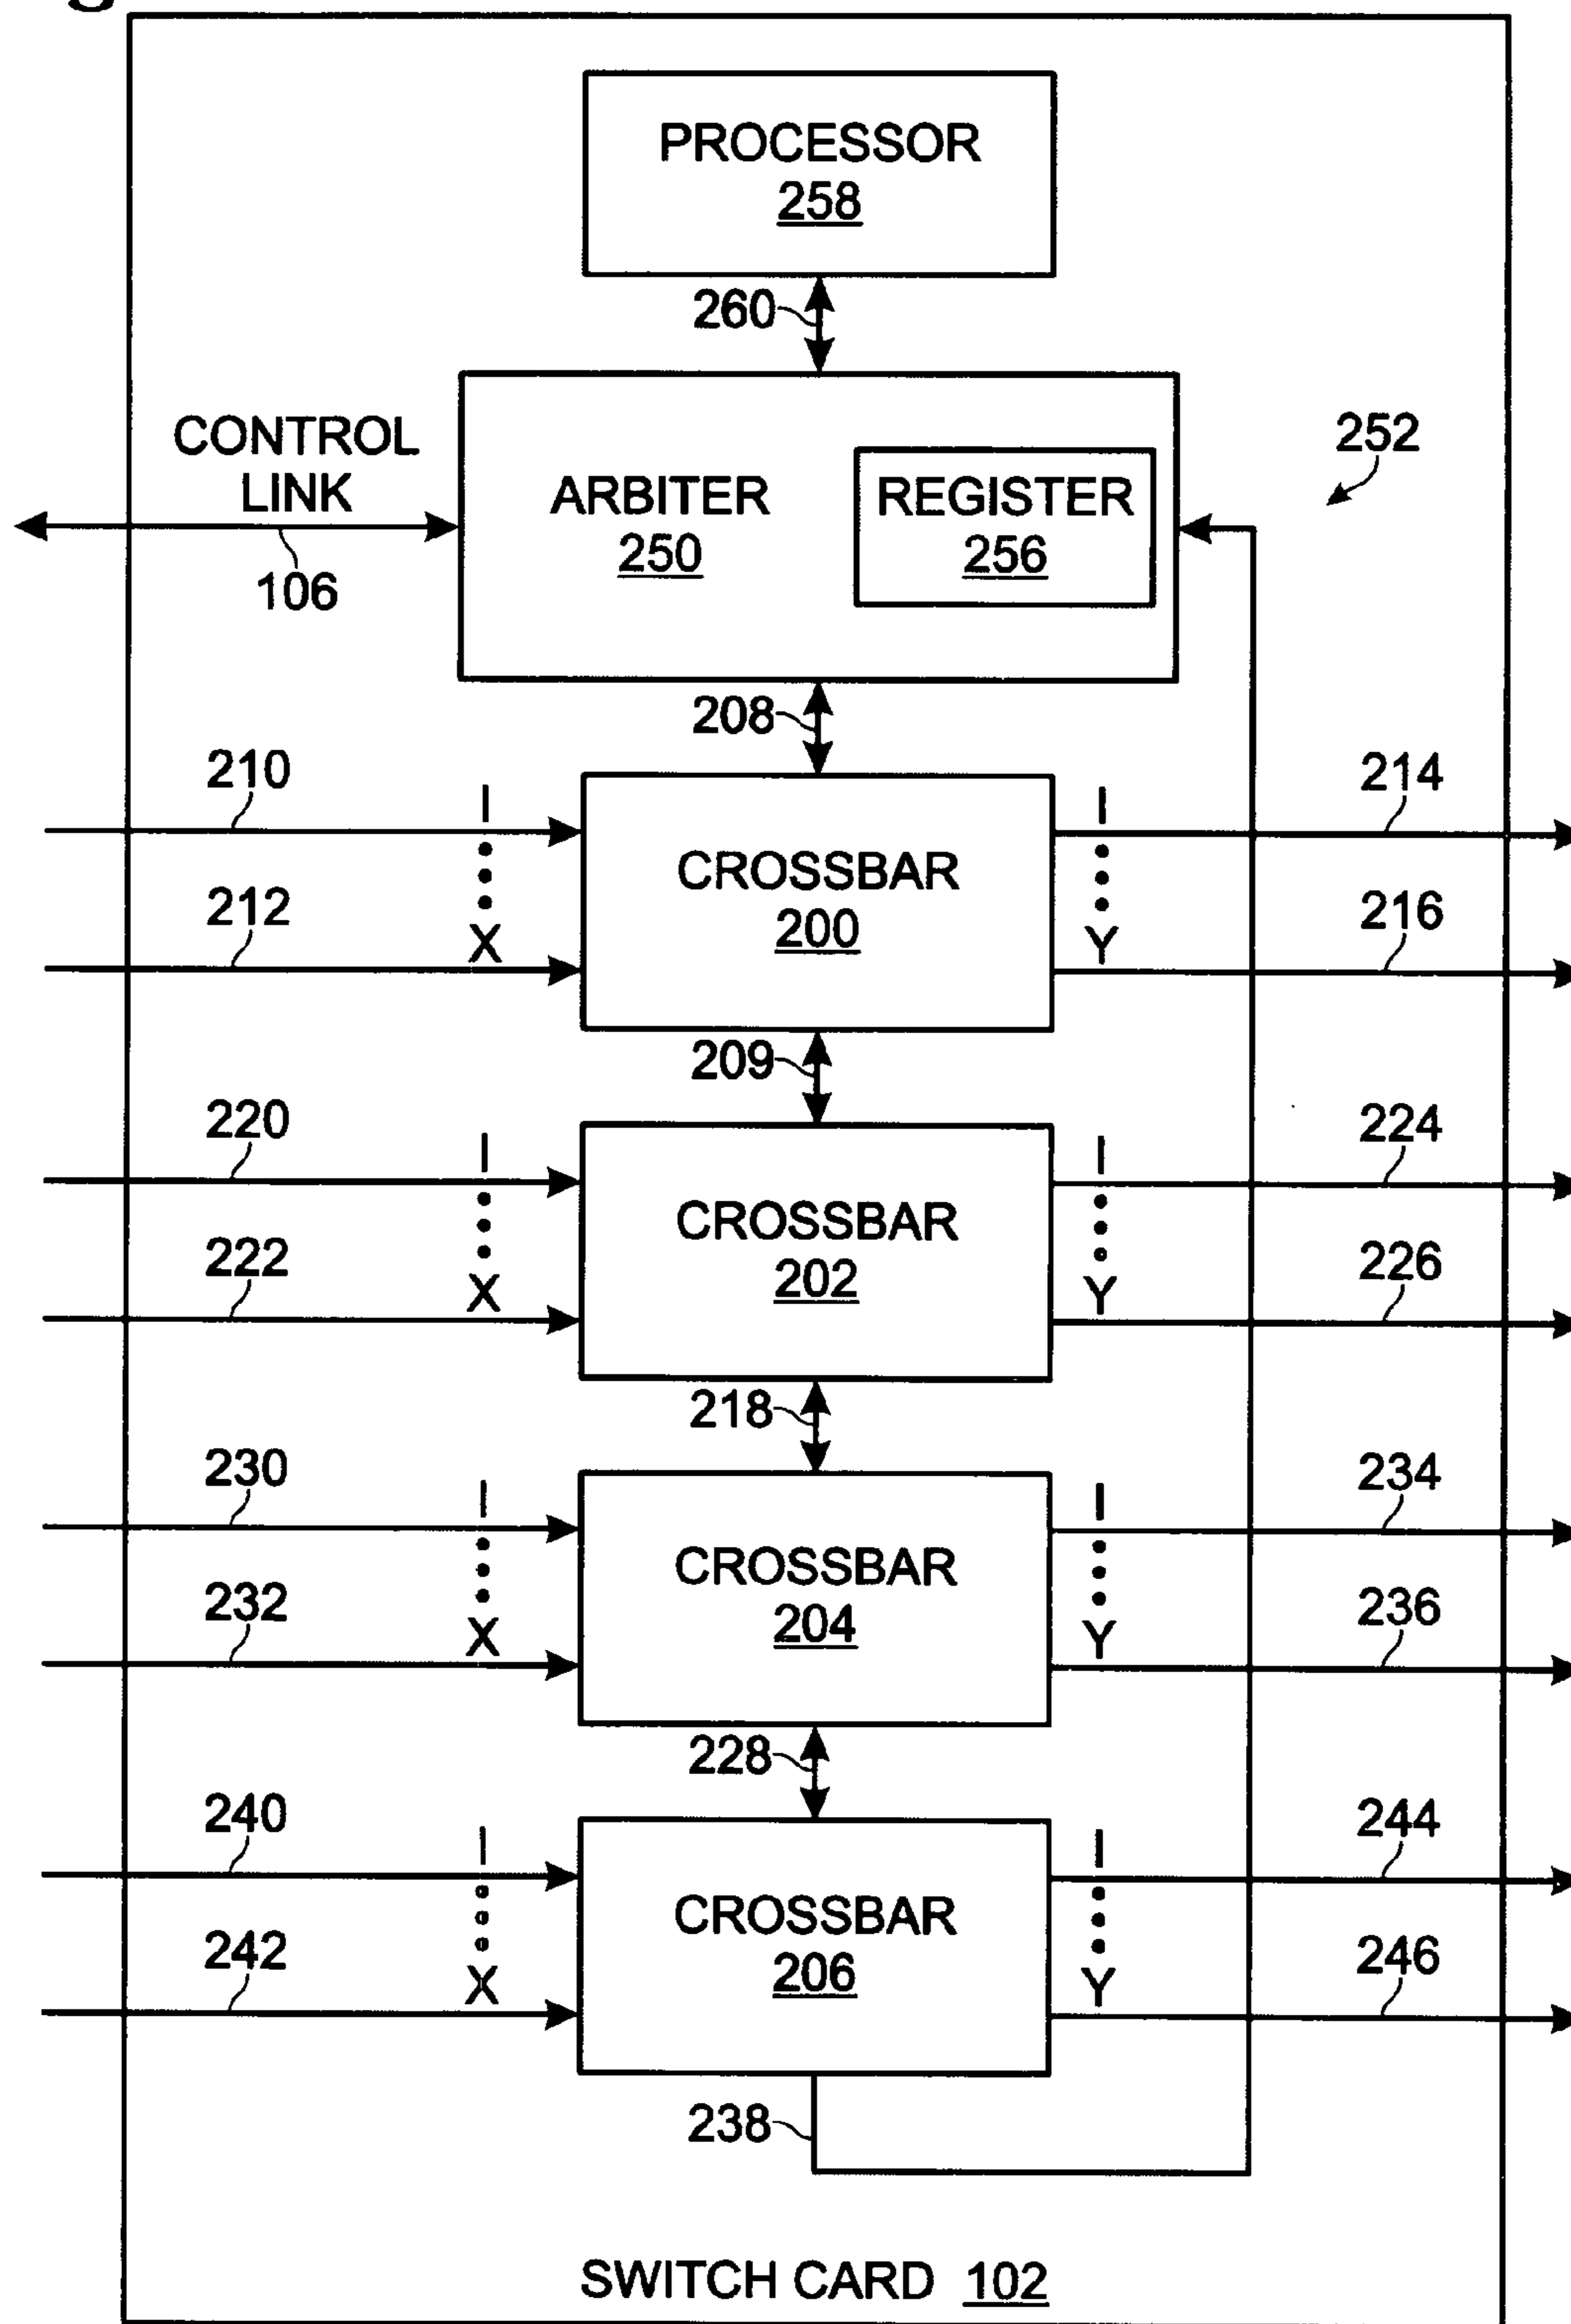 PROCESSOR
258
260
CONTROL
LINK
106
ARBITER
250
REGISTER
256
252
208
210
I
214
CROSSBAR
200
212
X
Y
216
I
209
220
I
224
CROSSBAR
202
222
X
Y
226
I
218
230
I
234
CROSSBAR
204
232
X
Y
236
I
228
240
I
244
CROSSBAR
206
242
X
Y
246
I
238
SWITCH CARD 102